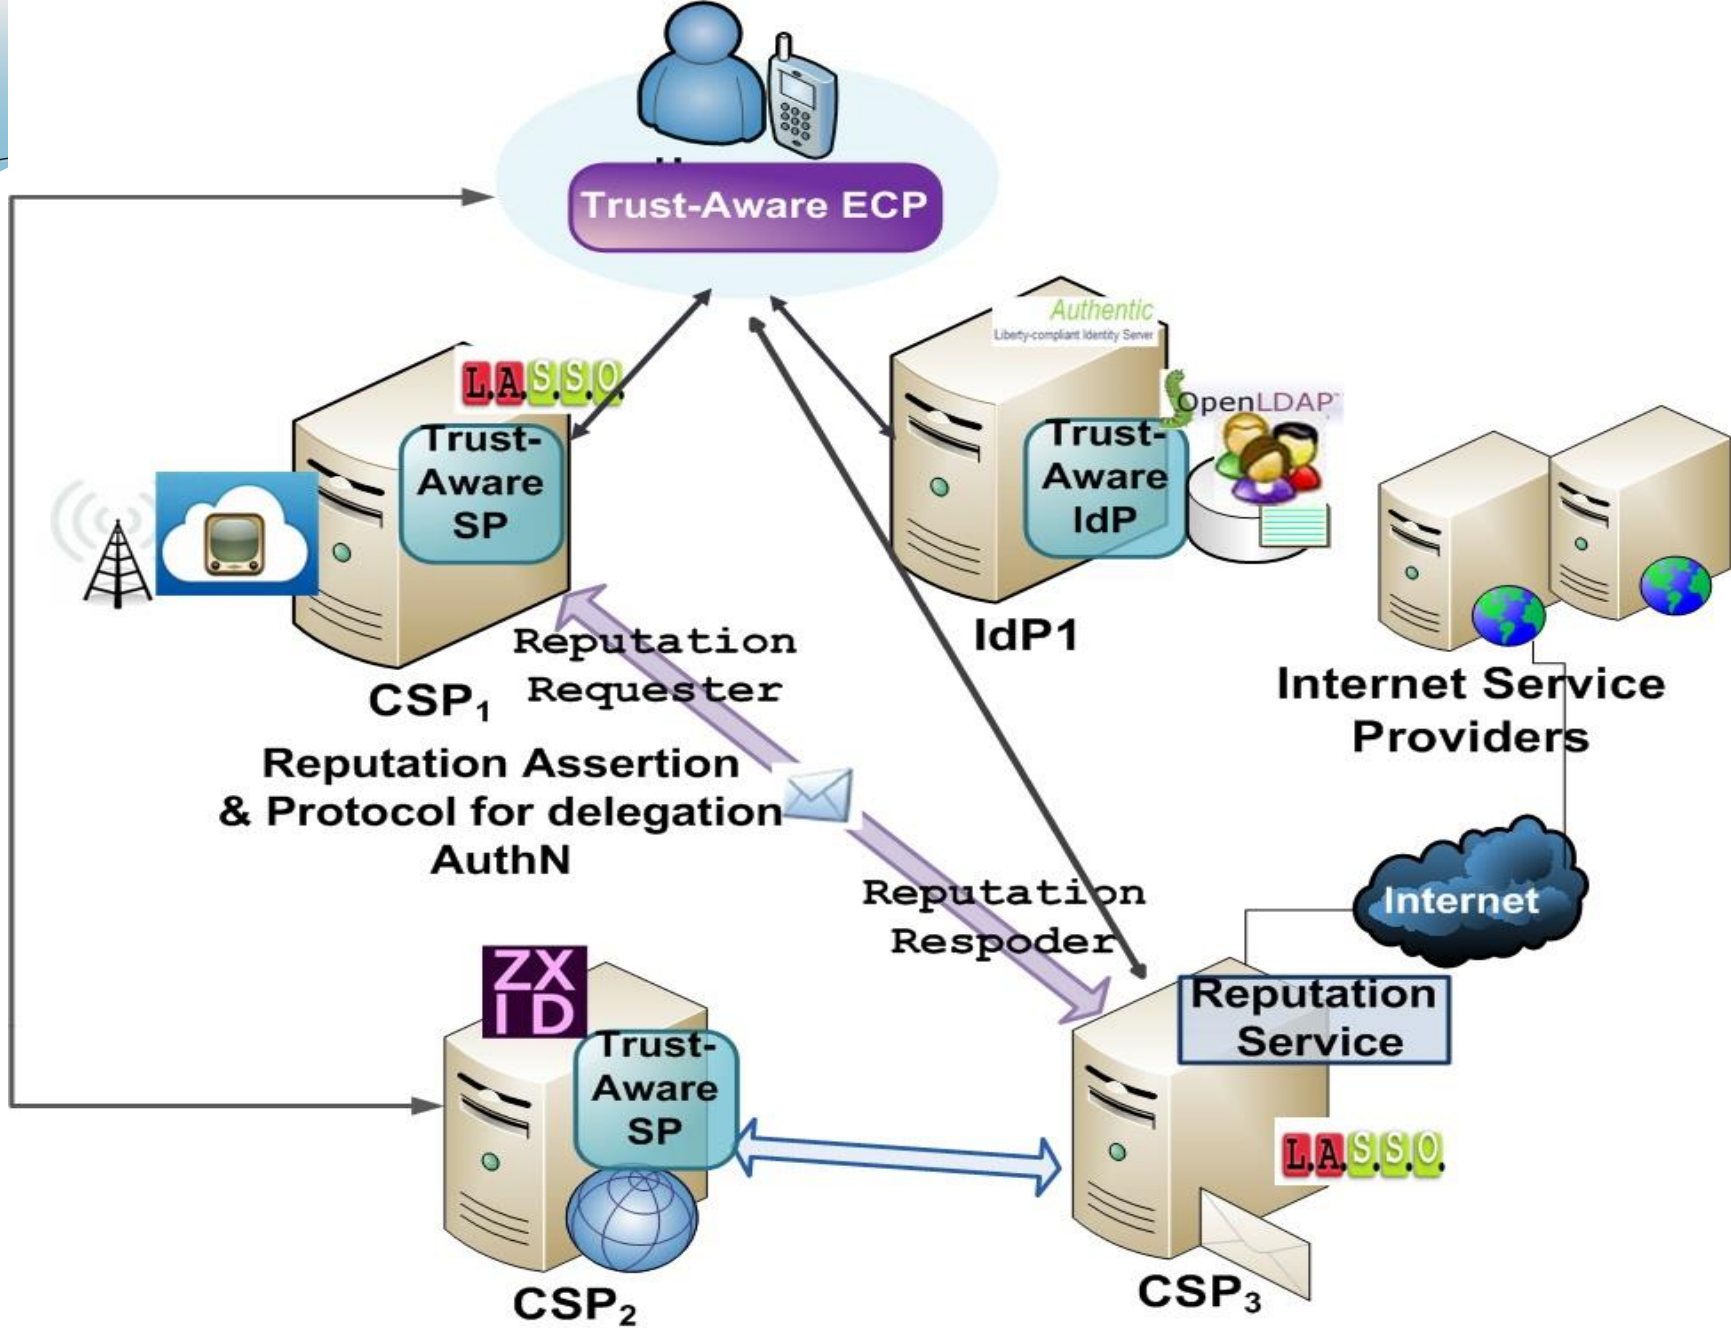 Trust-Aware ECP
Authentic
Liberty-compliant Identity Server
L.A.S.S.O.
OpenLDAP
Trust-
Aware
SP
Trust-
Aware
IdP
IdP1
Reputation
Requester
CSP1
Internet Service
Providers
Reputation Assertion
& Protocol for delegation
AuthN
Reputation
Respoder
Internet
ZX
ID
Trust-
Aware
SP
Reputation
Service
L.A.S.S.O.
CSP2
CSP3